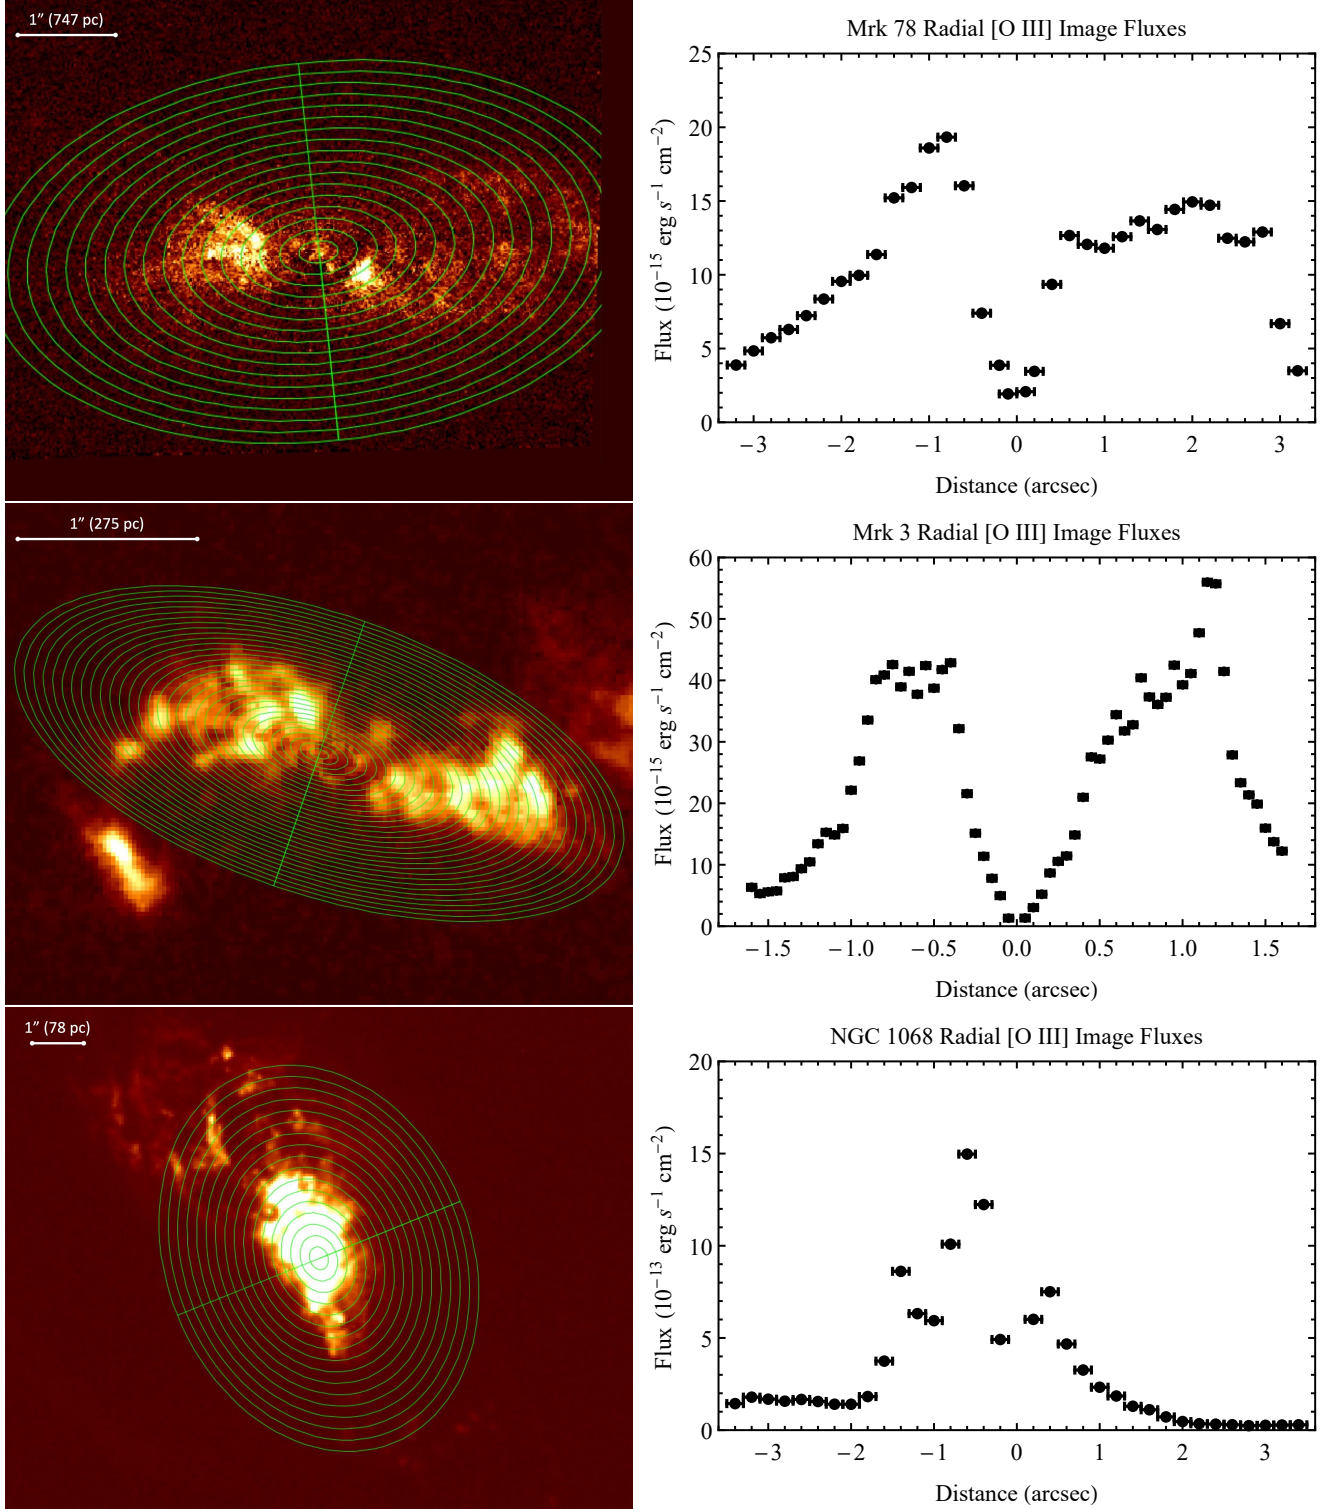 1” (747 pc)
Mrk 78 Radial [O III] Image Fluxes
25
20
15
10
5
0
Flux (10⁻¹⁵ erg s⁻¹ cm⁻²)
−3 −2 −1 0 1 2 3
Distance (arcsec)
1” (275 pc)
Mrk 3 Radial [O III] Image Fluxes
60
50
40
30
20
10
0
Flux (10⁻¹⁵ erg s⁻¹ cm⁻²)
−1.5 −1.0 −0.5 0.0 0.5 1.0 1.5
Distance (arcsec)
1” (78 pc)
NGC 1068 Radial [O III] Image Fluxes
20
15
10
5
0
Flux (10⁻¹³ erg s⁻¹ cm⁻²)
−3 −2 −1 0 1 2 3
Distance (arcsec)